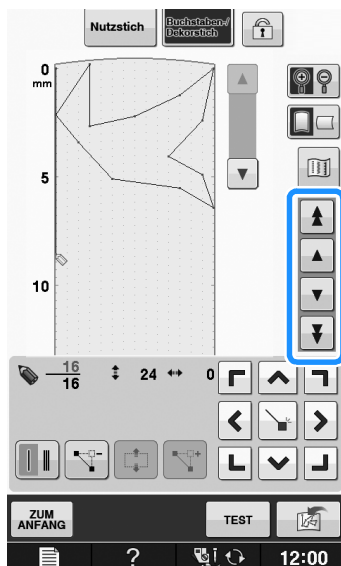 Nutzstich
Buchstaben-/
Dekorstich
0
mm
5
10
16
16
24
0
ZUM
ANFANG
TEST
?
12:00